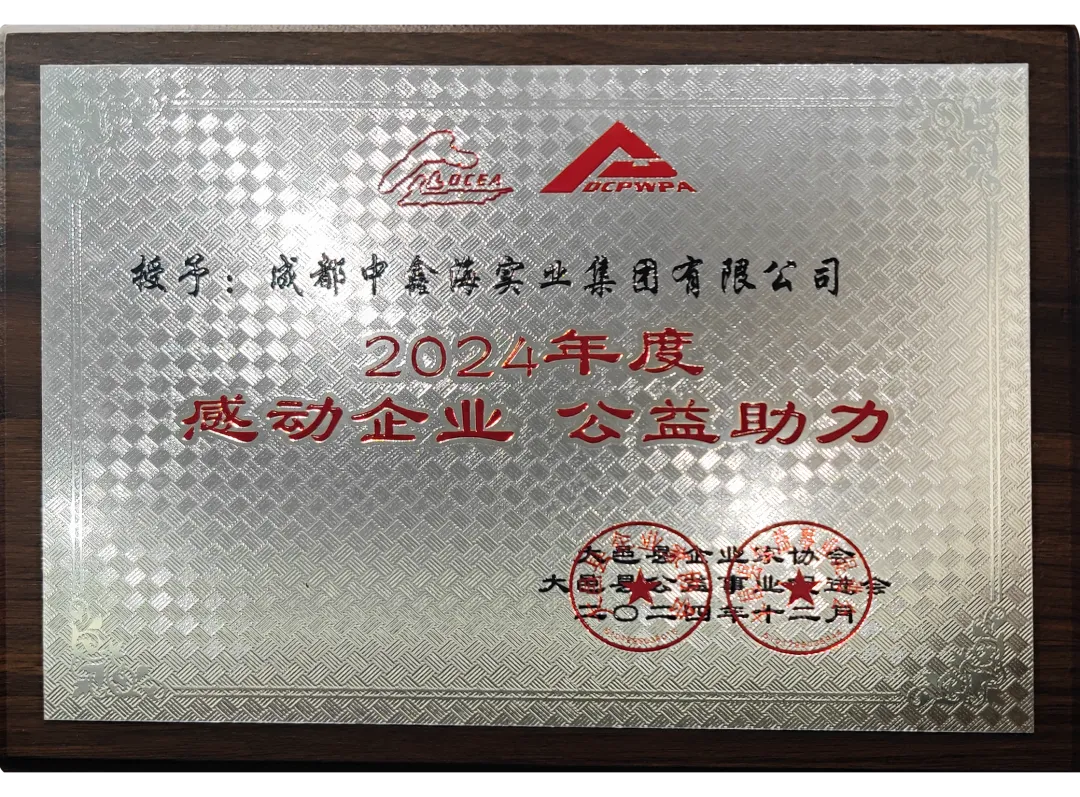 DCEA DCPWPA
授予：成都中鑫海实业集团有限公司
2024年度
感动企业 公益助力
大邑县企业家协会
大邑县公益事业促进会
二〇二四年十二月